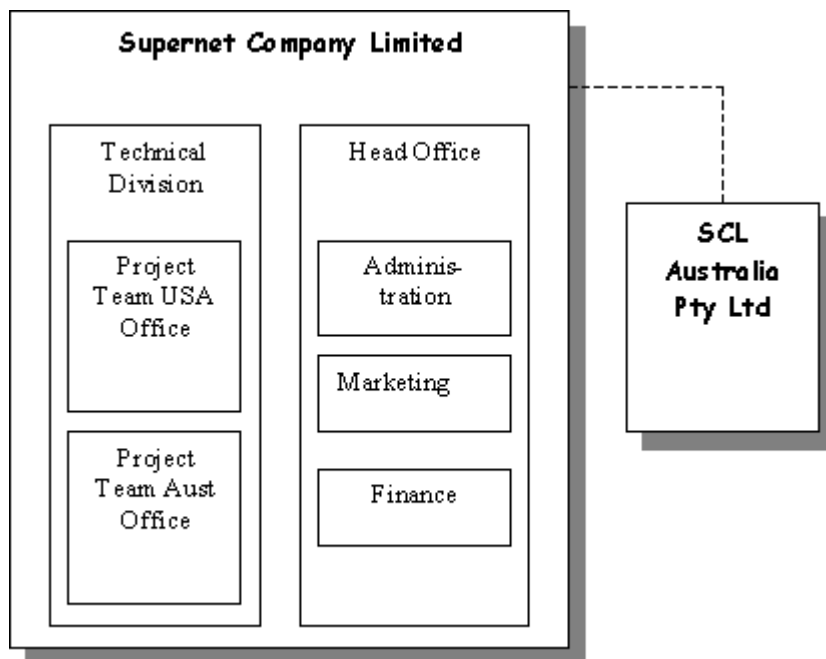 Supernet Company Limited
Technical
Division
Project
Team USA
Office
Project
Team Aust
Office
Head Office
Adminis-
tration
Marketing
Finance
SCL
Australia
Pty Ltd